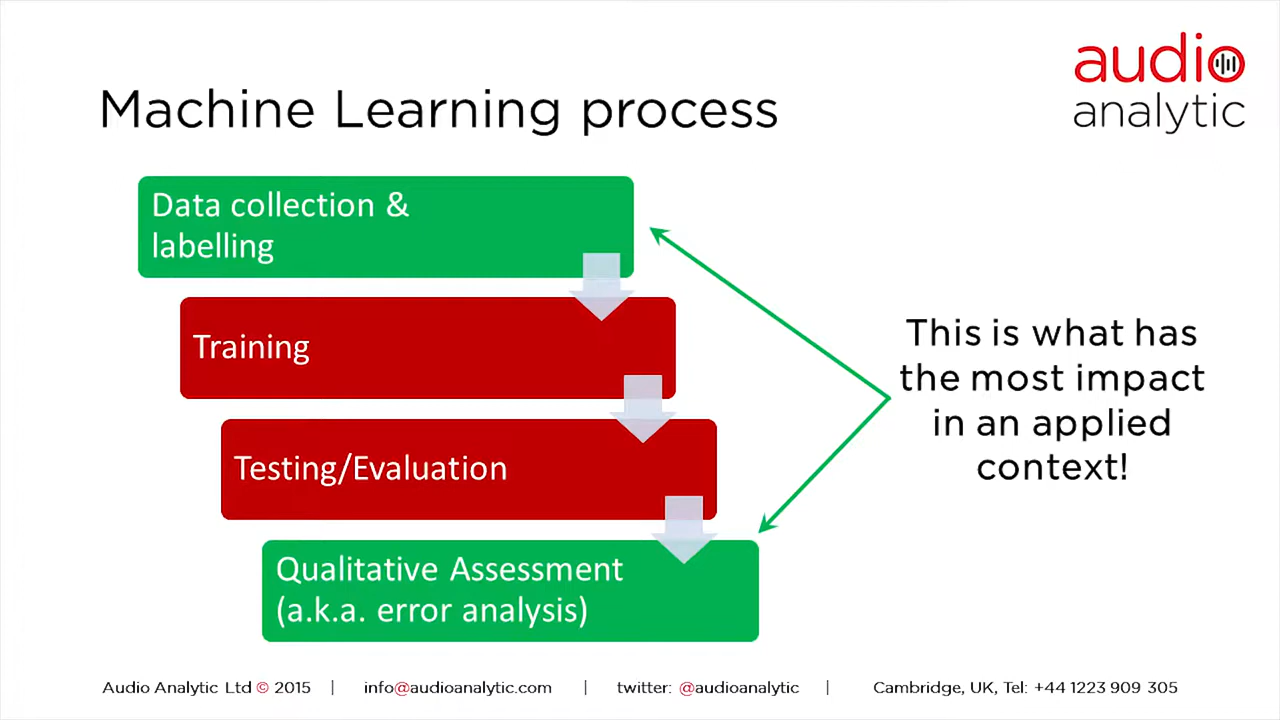 audio
analytic
Machine Learning process
Data collection &
labelling
Training
Testing/Evaluation
Qualitative Assessment
(a.k.a. error analysis)
This is what has
the most impact
in an applied
context!
Audio Analytic Ltd © 2015 | info@audioanalytic.com | twitter: @audioanalytic | Cambridge, UK, Tel: +44 1223 909 305